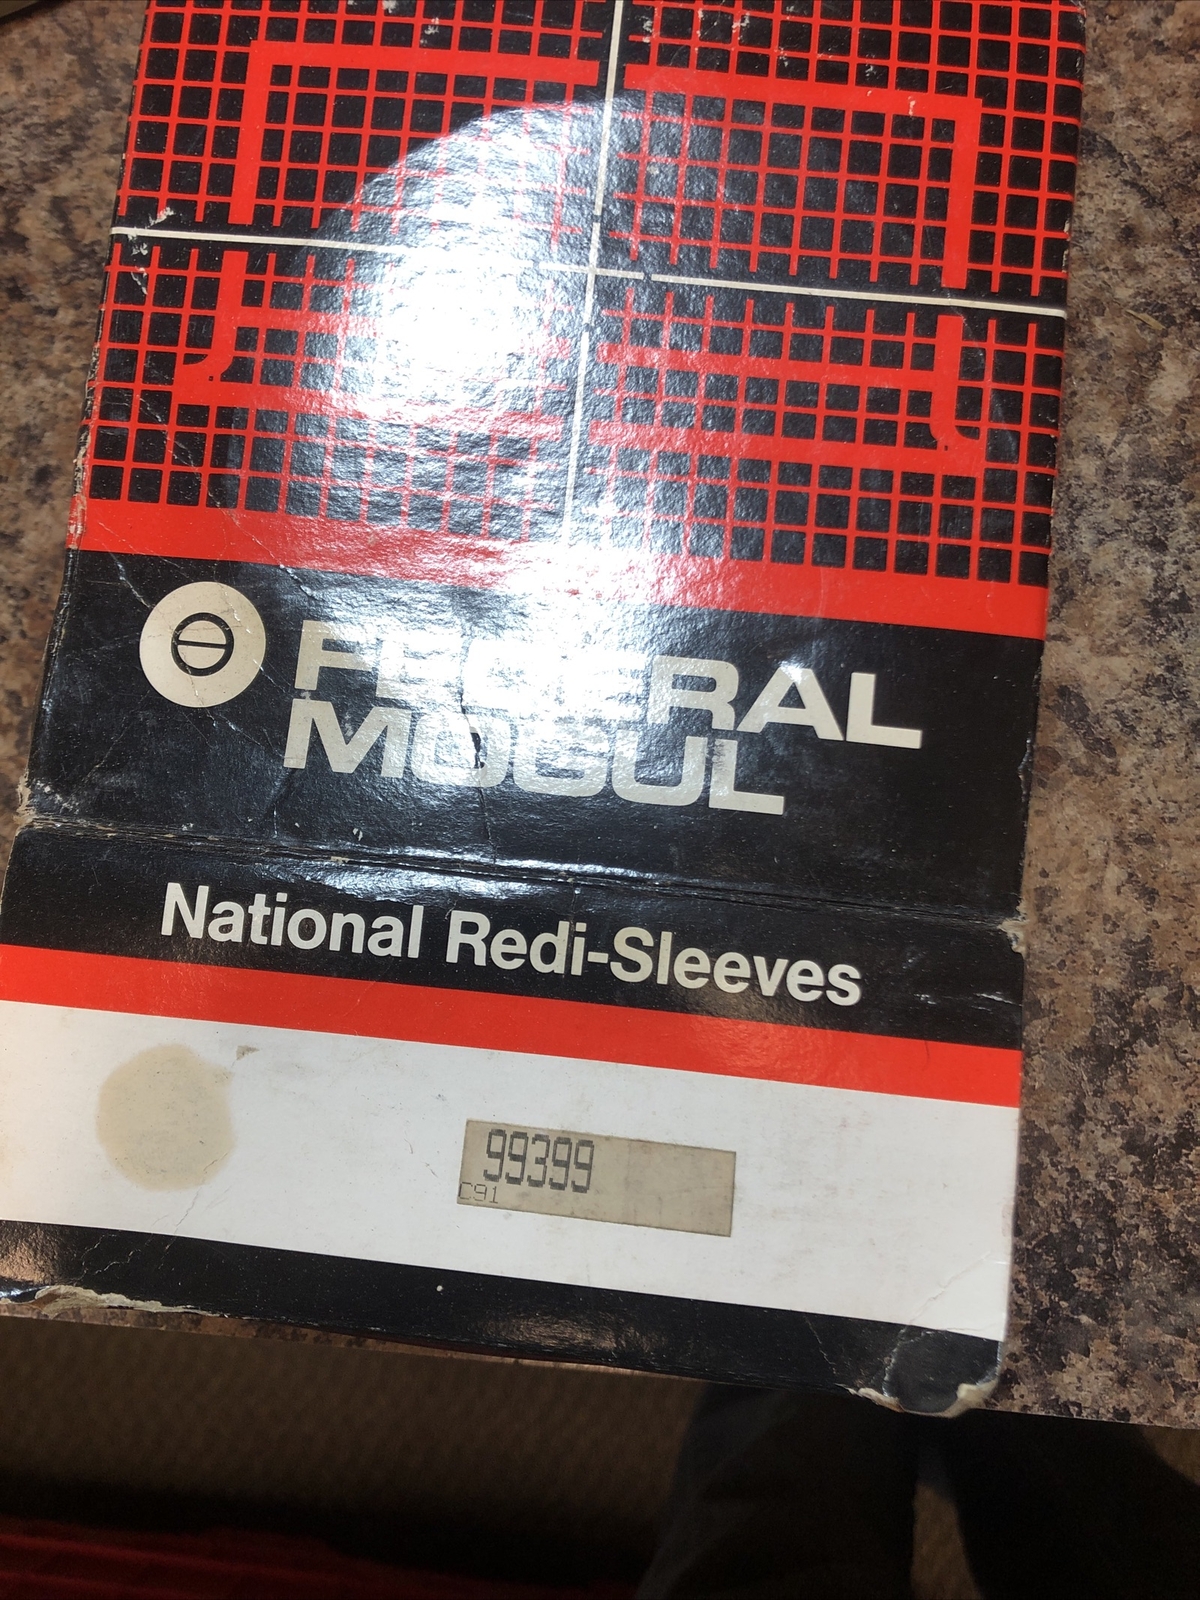 FEDERAL
MOGUL
National Redi-Sleeves
99399
C91